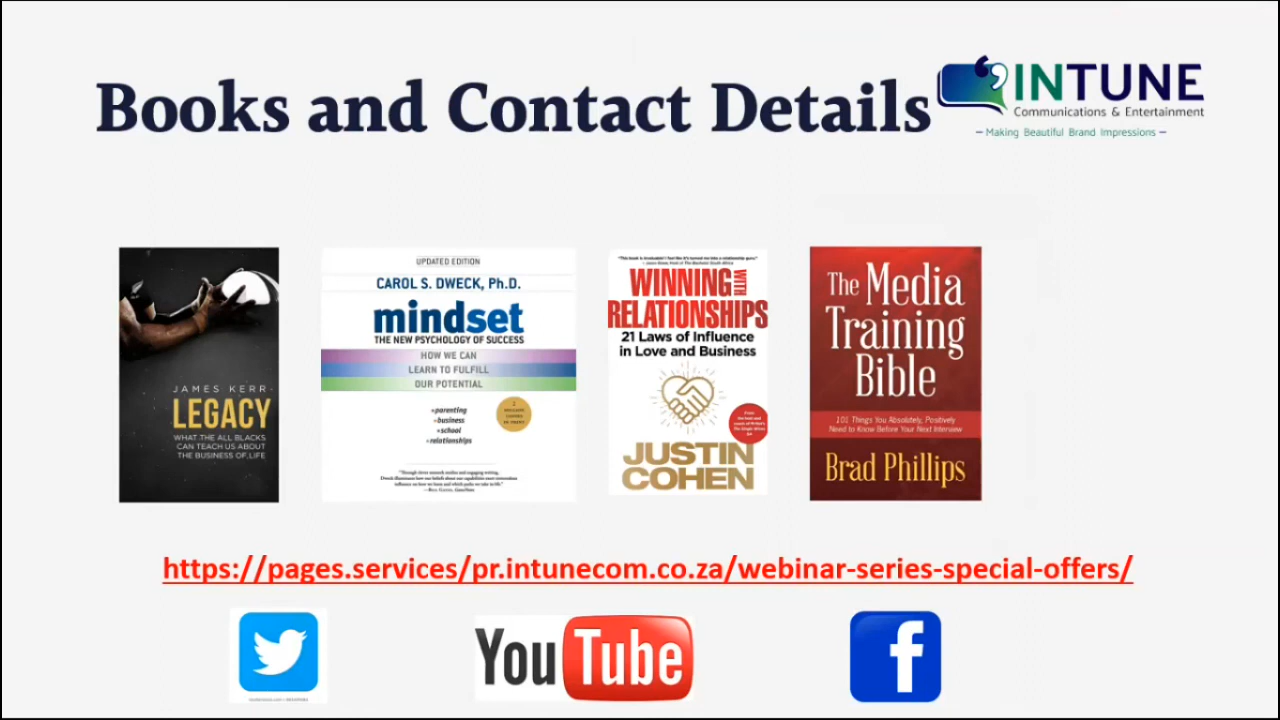 Books and Contact Details
INTUNE
Communications & Entertainment
– Making Beautiful Brand Impressions –
JAMES KERR
LEGACY
WHAT THE ALL BLACKS
CAN TEACH US ABOUT
THE BUSINESS OF LIFE
UPDATED EDITION
CAROL S. DWECK, Ph.D.
mindset
THE NEW PSYCHOLOGY OF SUCCESS
HOW WE CAN
LEARN TO FULFILL
OUR POTENTIAL
•parenting
•business
•school
•relationships
WINNING WITH
RELATIONSHIPS
21 Laws of Influence
in Love and Business
JUSTIN
COHEN
The Media
Training
Bible
101 Things You Absolutely, Positively
Need to Know Before Your Next Interview
Brad Phillips
https://pages.services/pr.intunecom.co.za/webinar-series-special-offers/
YouTube
f